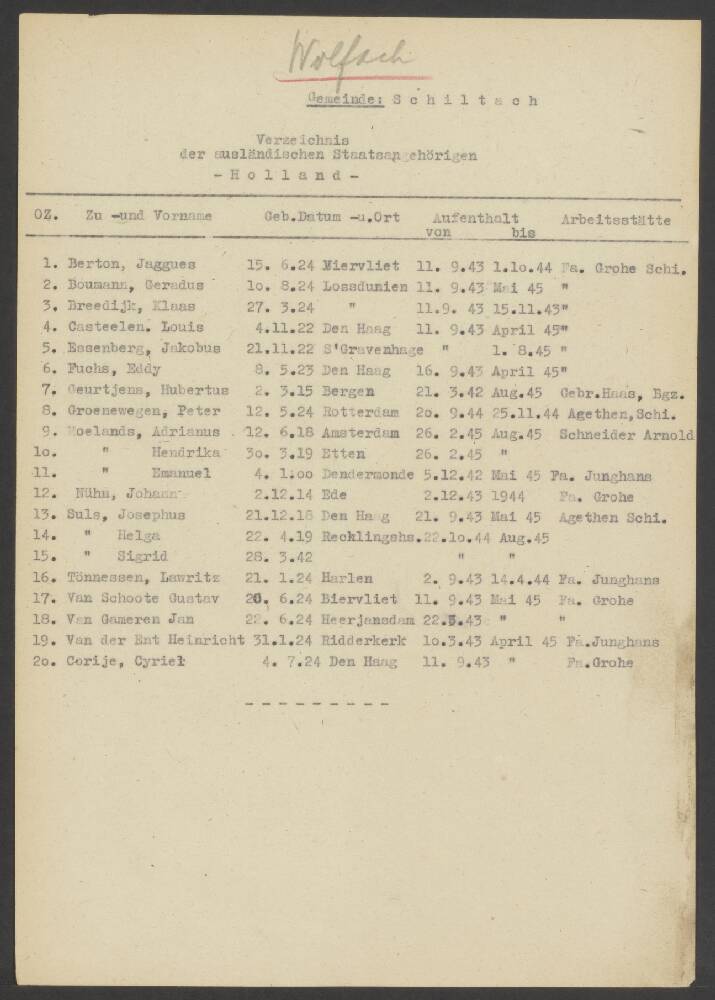 Wolfach
Gemeinde: Schiltach
Verzeichnis
der ausländischen Staatsangehörigen
- Holland -
OZ. Zu -und Vorname Geb.Datum -u.Ort Aufenthalt Arbeitsstätte
von bis
1. Berton, Jaggues 15. 6.24 Biervliet 11. 9.43 1.10.44 Fa. Grohe Schi.
2. Boumann, Geradus 1o. 8.24 Lossdunien 11. 9.43 Mai 45 "
3. Breedijk, Klaas 27. 3.24 " 11.9. 43 15.11.43"
4. Casteelen. Louis 4.11.22 Den Haag 11. 9.43 April 45"
5. Essenberg, Jakobus 21.11.22 S'Gravenhage " 1. 8.45 "
6. Fuchs, Eddy 8. 5.23 Den Haag 16. 9.43 April 45"
7. Geurtjens, Hubertus 2. 3.15 Bergen 21. 3.42 Aug.45 Gebr.Haas, Bgz.
8. Groenewegen, Peter 12. 5.24 Rotterdam 2o. 9.44 25.11.44 Agethen,Schi.
9. Moelands, Adrianus 12. 6.18 Amsterdam 26. 2.45 Aug.45 Schneider Arnold
1o. " Hendrika 3o. 3.19 Etten 26. 2.45 "
11. " Emanuel 4. 1.oo Dendermonde 5.12.42 Mai 45 Fa. Junghans
12. Nühn, Johann 2.12.14 Ede 2.12.43 1944 Fa. Grohe
13. Suls, Josephus 21.12.18 Den Haag 21. 9.43 Mai 45 Agethen Schi.
14. " Helga 22. 4.19 Recklingshs.22.1o.44 Aug.45
15. " Sigrid 28. 3.42 " "
16. Tönnessen, Lawritz 21. 1.24 Harlen 2. 9.43 14.4.44 Fa. Junghans
17. Van Schoote Gustav 20. 6.24 Biervliet 11. 9.43 Mai 45 Fa. Grohe
18. Van Gameren Jan 22. 6.24 Heerjansdam 22.3.43 " "
19. Van der Ent Heinricht 31.1.24 Ridderkerk 1o.3.43 April 45 Fa.Junghans
2o. Corije, Cyriel 4. 7.24 Den Haag 11. 9.43 " Fa.Grohe
- - - - - - - - -